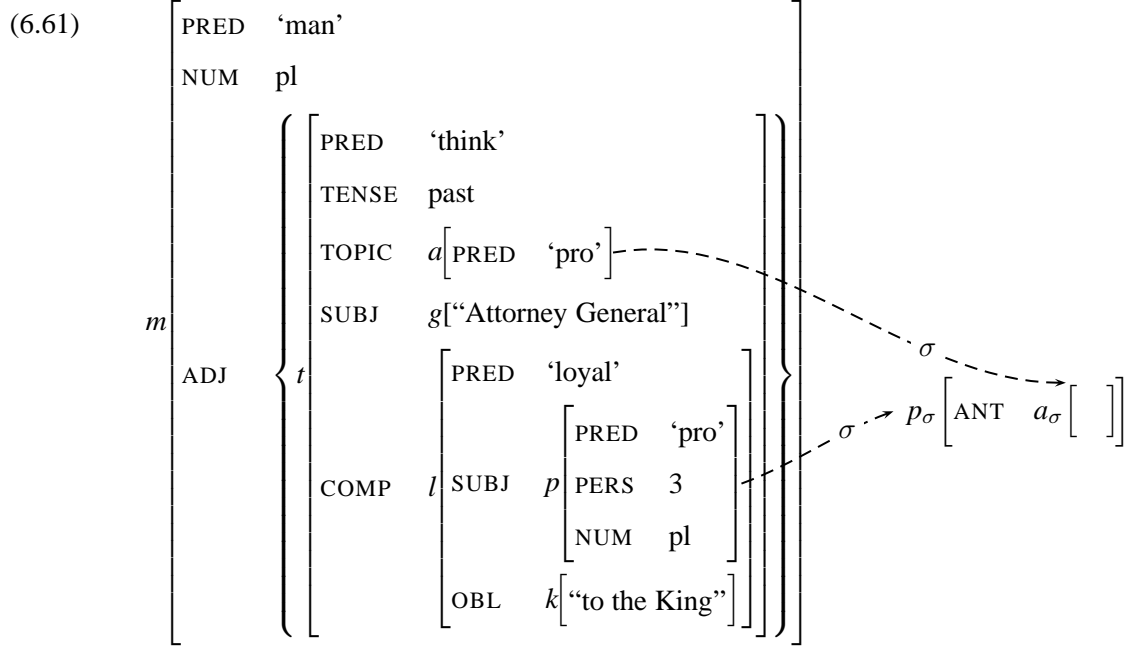 (6.61)
PRED ‘man’
NUM pl
PRED ‘think’
TENSE past
TOPIC a[PRED ‘pro’]
SUBJ g[“Attorney General”]
m
σ
PRED ‘loyal’
ADJ t
pσ[ANT aσ[ ]]
σ
PRED ‘pro’
COMP l SUBJ p PERS 3
NUM pl
OBL k[“to the King”]